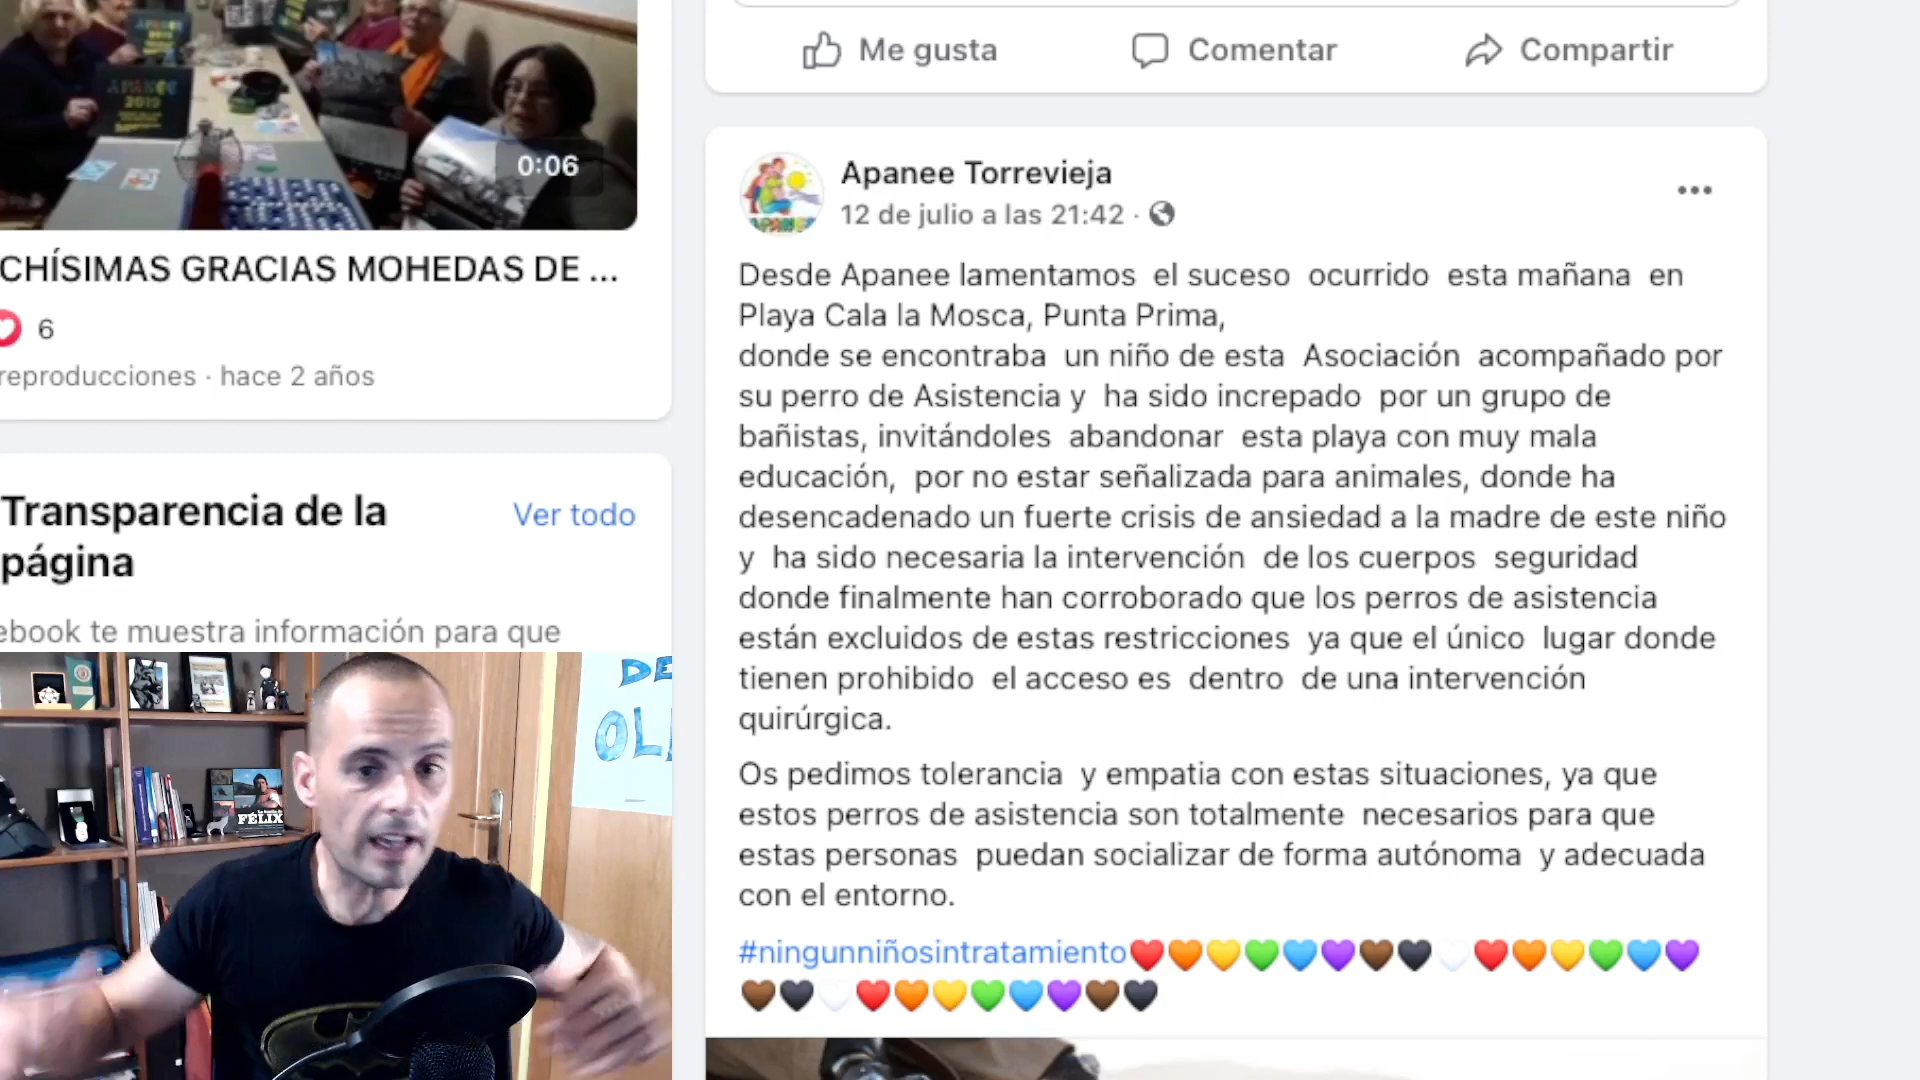 APANEE
2019
APANEE
2019
0:06
CHÍSIMAS GRACIAS MOHEDAS DE ...
6
reproducciones · hace 2 años
Transparencia de la
página
Ver todo
ebook te muestra información para que
DE
OLI
FÉLIX
Me gusta
Comentar
Compartir
Apanee Torrevieja
12 de julio a las 21:42 ·
APANEE
Desde Apanee lamentamos el suceso ocurrido esta mañana en
Playa Cala la Mosca, Punta Prima,
donde se encontraba un niño de esta Asociación acompañado por
su perro de Asistencia y ha sido increpado por un grupo de
bañistas, invitándoles abandonar esta playa con muy mala
educación, por no estar señalizada para animales, donde ha
desencadenado un fuerte crisis de ansiedad a la madre de este niño
y ha sido necesaria la intervención de los cuerpos seguridad
donde finalmente han corroborado que los perros de asistencia
están excluidos de estas restricciones ya que el único lugar donde
tienen prohibido el acceso es dentro de una intervención
quirúrgica.
Os pedimos tolerancia y empatia con estas situaciones, ya que
estos perros de asistencia son totalmente necesarios para que
estas personas puedan socializar de forma autónoma y adecuada
con el entorno.
#ningunniñosintratamiento❤️🧡💛💚💙💜🤎🖤🤍❤️🧡💛💚💙💜
🤎🖤🤍❤️🧡💛💚💙💜🤎🖤